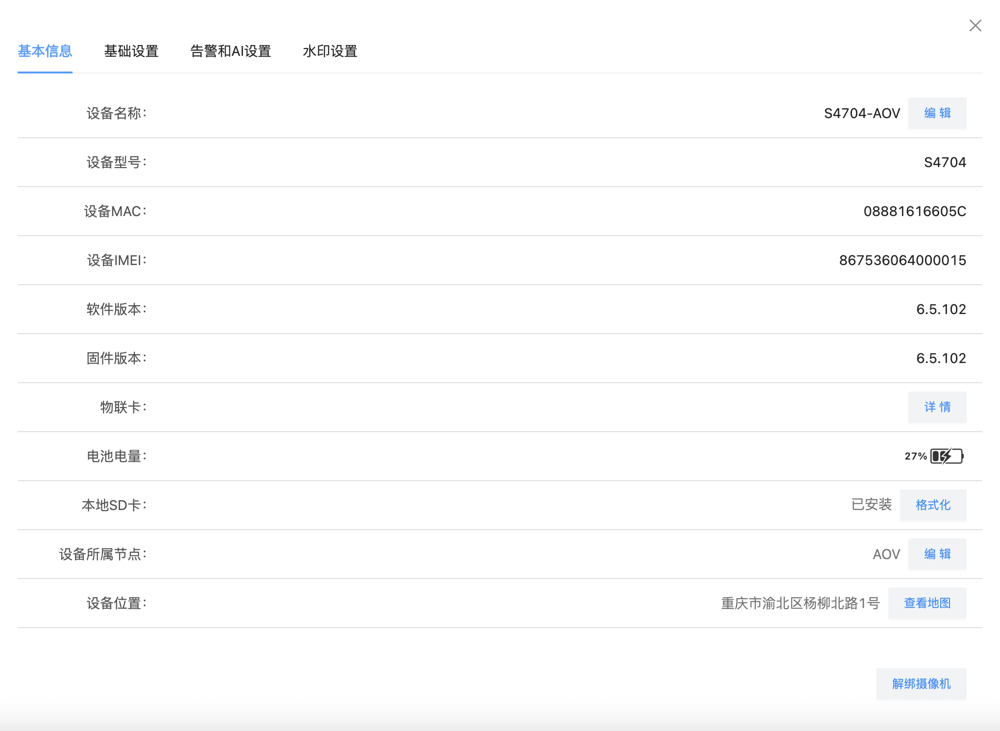 基本信息 基础设置 告警和AI设置 水印设置
设备名称: S4704-AOV 编 辑
设备型号: S4704
设备MAC: 08881616605C
设备IMEI: 867536064000015
软件版本: 6.5.102
固件版本: 6.5.102
物联卡: 详 情
电池电量: 27%
本地SD卡: 已安装 格式化
设备所属节点: AOV 编 辑
设备位置: 重庆市渝北区杨柳北路1号 查看地图
解绑摄像机